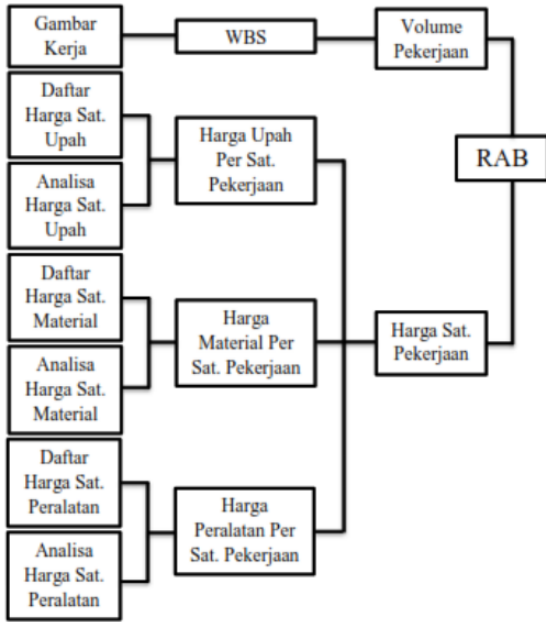 Gambar
Kerja
WBS
Volume
Pekerjaan
Daftar
Harga Sat.
Upah
Analisa
Harga Sat.
Upah
Harga Upah
Per Sat.
Pekerjaan
RAB
Daftar
Harga Sat.
Material
Analisa
Harga Sat.
Material
Harga
Material Per
Sat. Pekerjaan
Harga Sat.
Pekerjaan
Daftar
Harga Sat.
Peralatan
Analisa
Harga Sat.
Peralatan
Harga
Peralatan Per
Sat. Pekerjaan